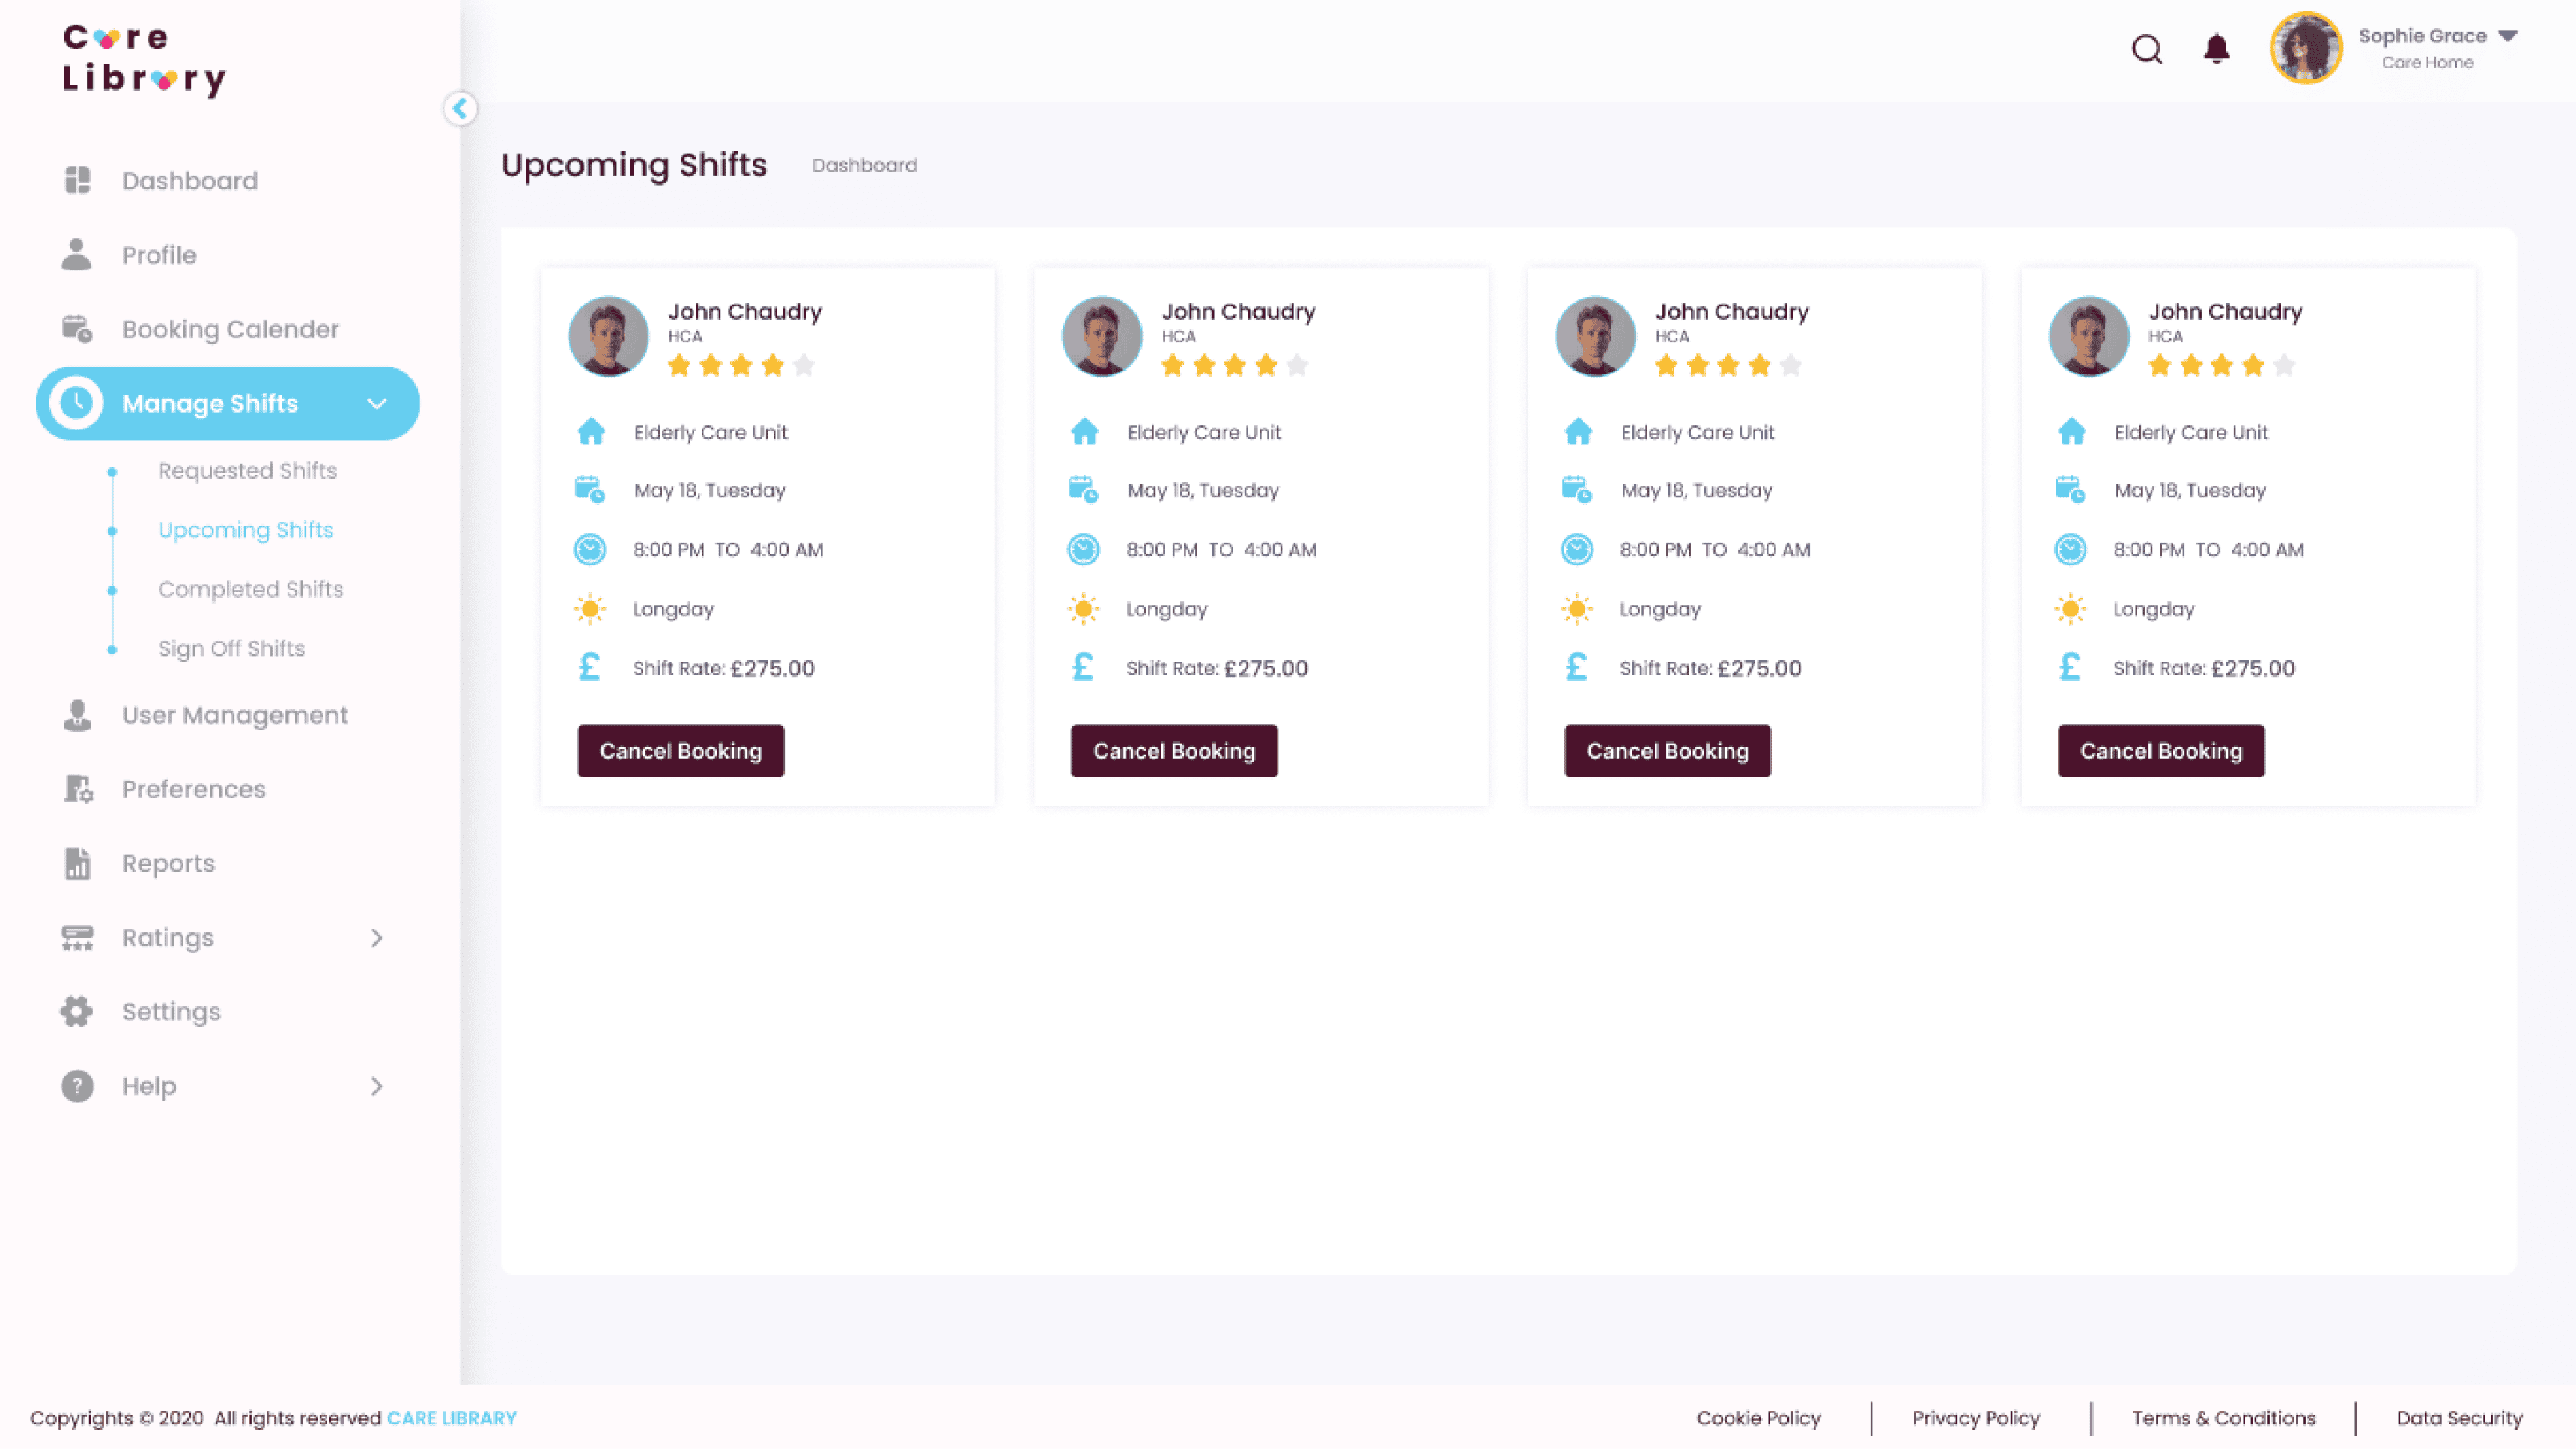 Care
Library
Sophie Grace
Care Home
Dashboard
Profile
Booking Calender
Manage Shifts
Requested Shifts
Upcoming Shifts
Completed Shifts
Sign Off Shifts
User Management
Preferences
Reports
Ratings
Settings
? Help
Upcoming Shifts Dashboard
John Chaudry
HCA
Elderly Care Unit
May 18, Tuesday
8:00 PM TO 4:00 AM
Longday
£ Shift Rate: £275.00
Cancel Booking
John Chaudry
HCA
Elderly Care Unit
May 18, Tuesday
8:00 PM TO 4:00 AM
Longday
£ Shift Rate: £275.00
Cancel Booking
John Chaudry
HCA
Elderly Care Unit
May 18, Tuesday
8:00 PM TO 4:00 AM
Longday
£ Shift Rate: £275.00
Cancel Booking
John Chaudry
HCA
Elderly Care Unit
May 18, Tuesday
8:00 PM TO 4:00 AM
Longday
£ Shift Rate: £275.00
Cancel Booking
Copyrights © 2020 All rights reserved CARE LIBRARY
Cookie Policy | Privacy Policy | Terms & Conditions | Data Security